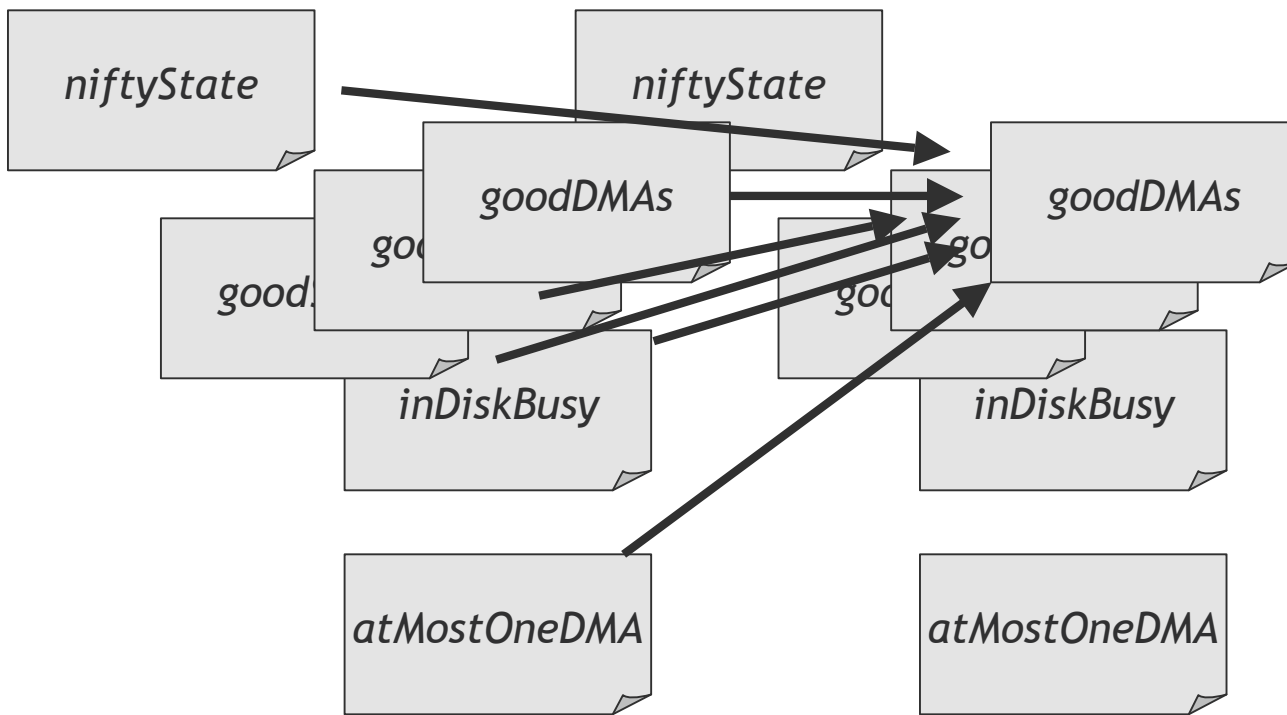 niftyState
niftyState
goodDMAs
goodDMAs
inDiskBusy
inDiskBusy
atMostOneDMA
atMostOneDMA